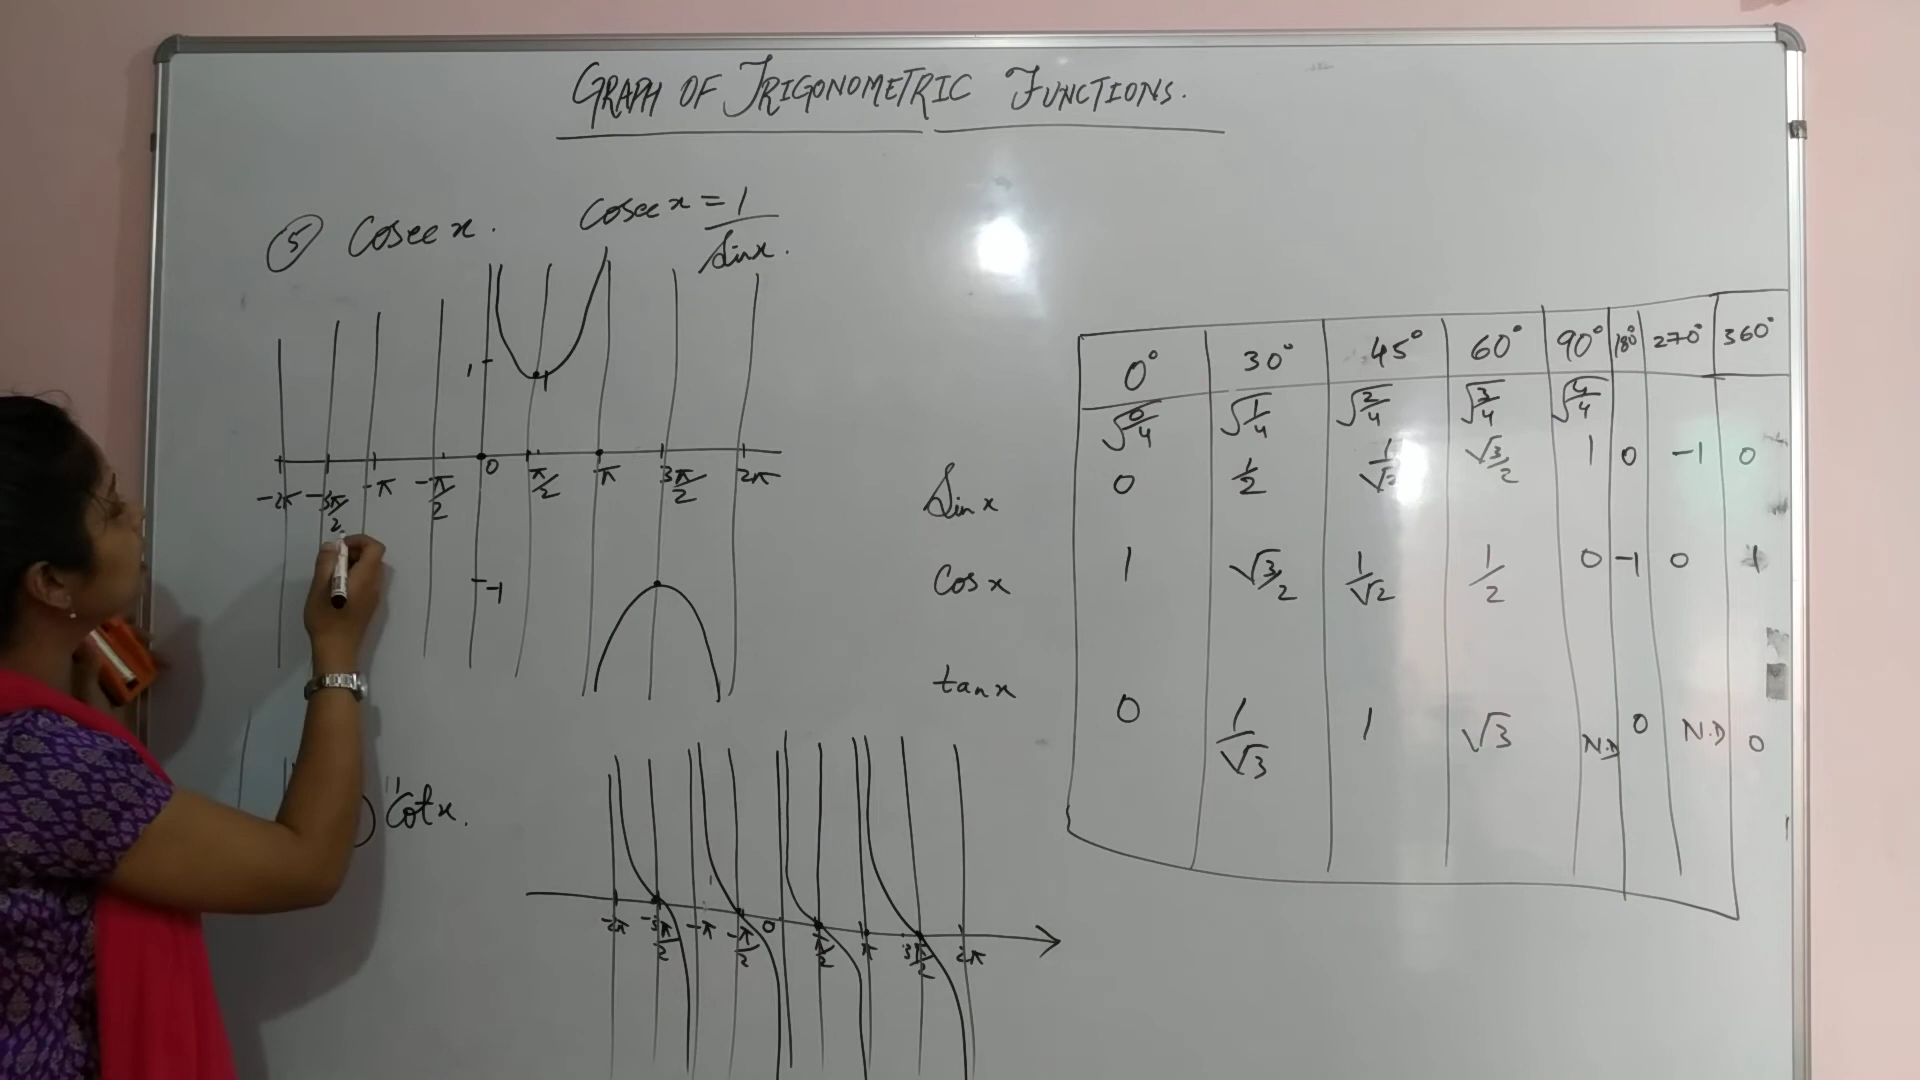 GRAPH OF TRIGONOMETRIC FUNCTIONS.
⑤ Cosec x. Cosec x = 1/Sin x.
1
1
-2π -3π/2 -π -π/2 0 π/2 π 3π/2 2π
-1
0° 30° 45° 60° 90° 180° 270° 360°
√0/4 √1/4 √2/4 √3/4 √4/4
Sin x 0 1/2 1/√2 √3/2 1 0 -1 0
Cos x 1 √3/2 1/√2 1/2 0 -1 0 1
tan x 0 1/√3 1 √3 N.D 0 N.D 0
) Cot x.
-2π -3π/2 -π -π/2 0 π/2 π 3π/2 2π